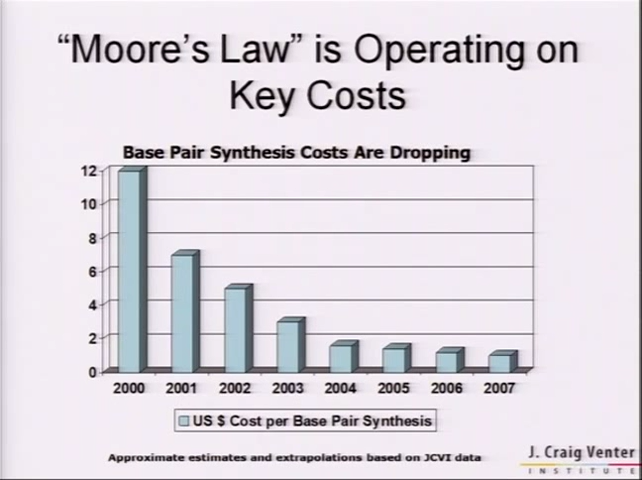 “Moore’s Law” is Operating on
Key Costs
Base Pair Synthesis Costs Are Dropping
12
10
8
6
4
2
0
2000 2001 2002 2003 2004 2005 2006 2007
US $ Cost per Base Pair Synthesis
Approximate estimates and extrapolations based on JCVI data
J. Craig Venter
INSTITUTE